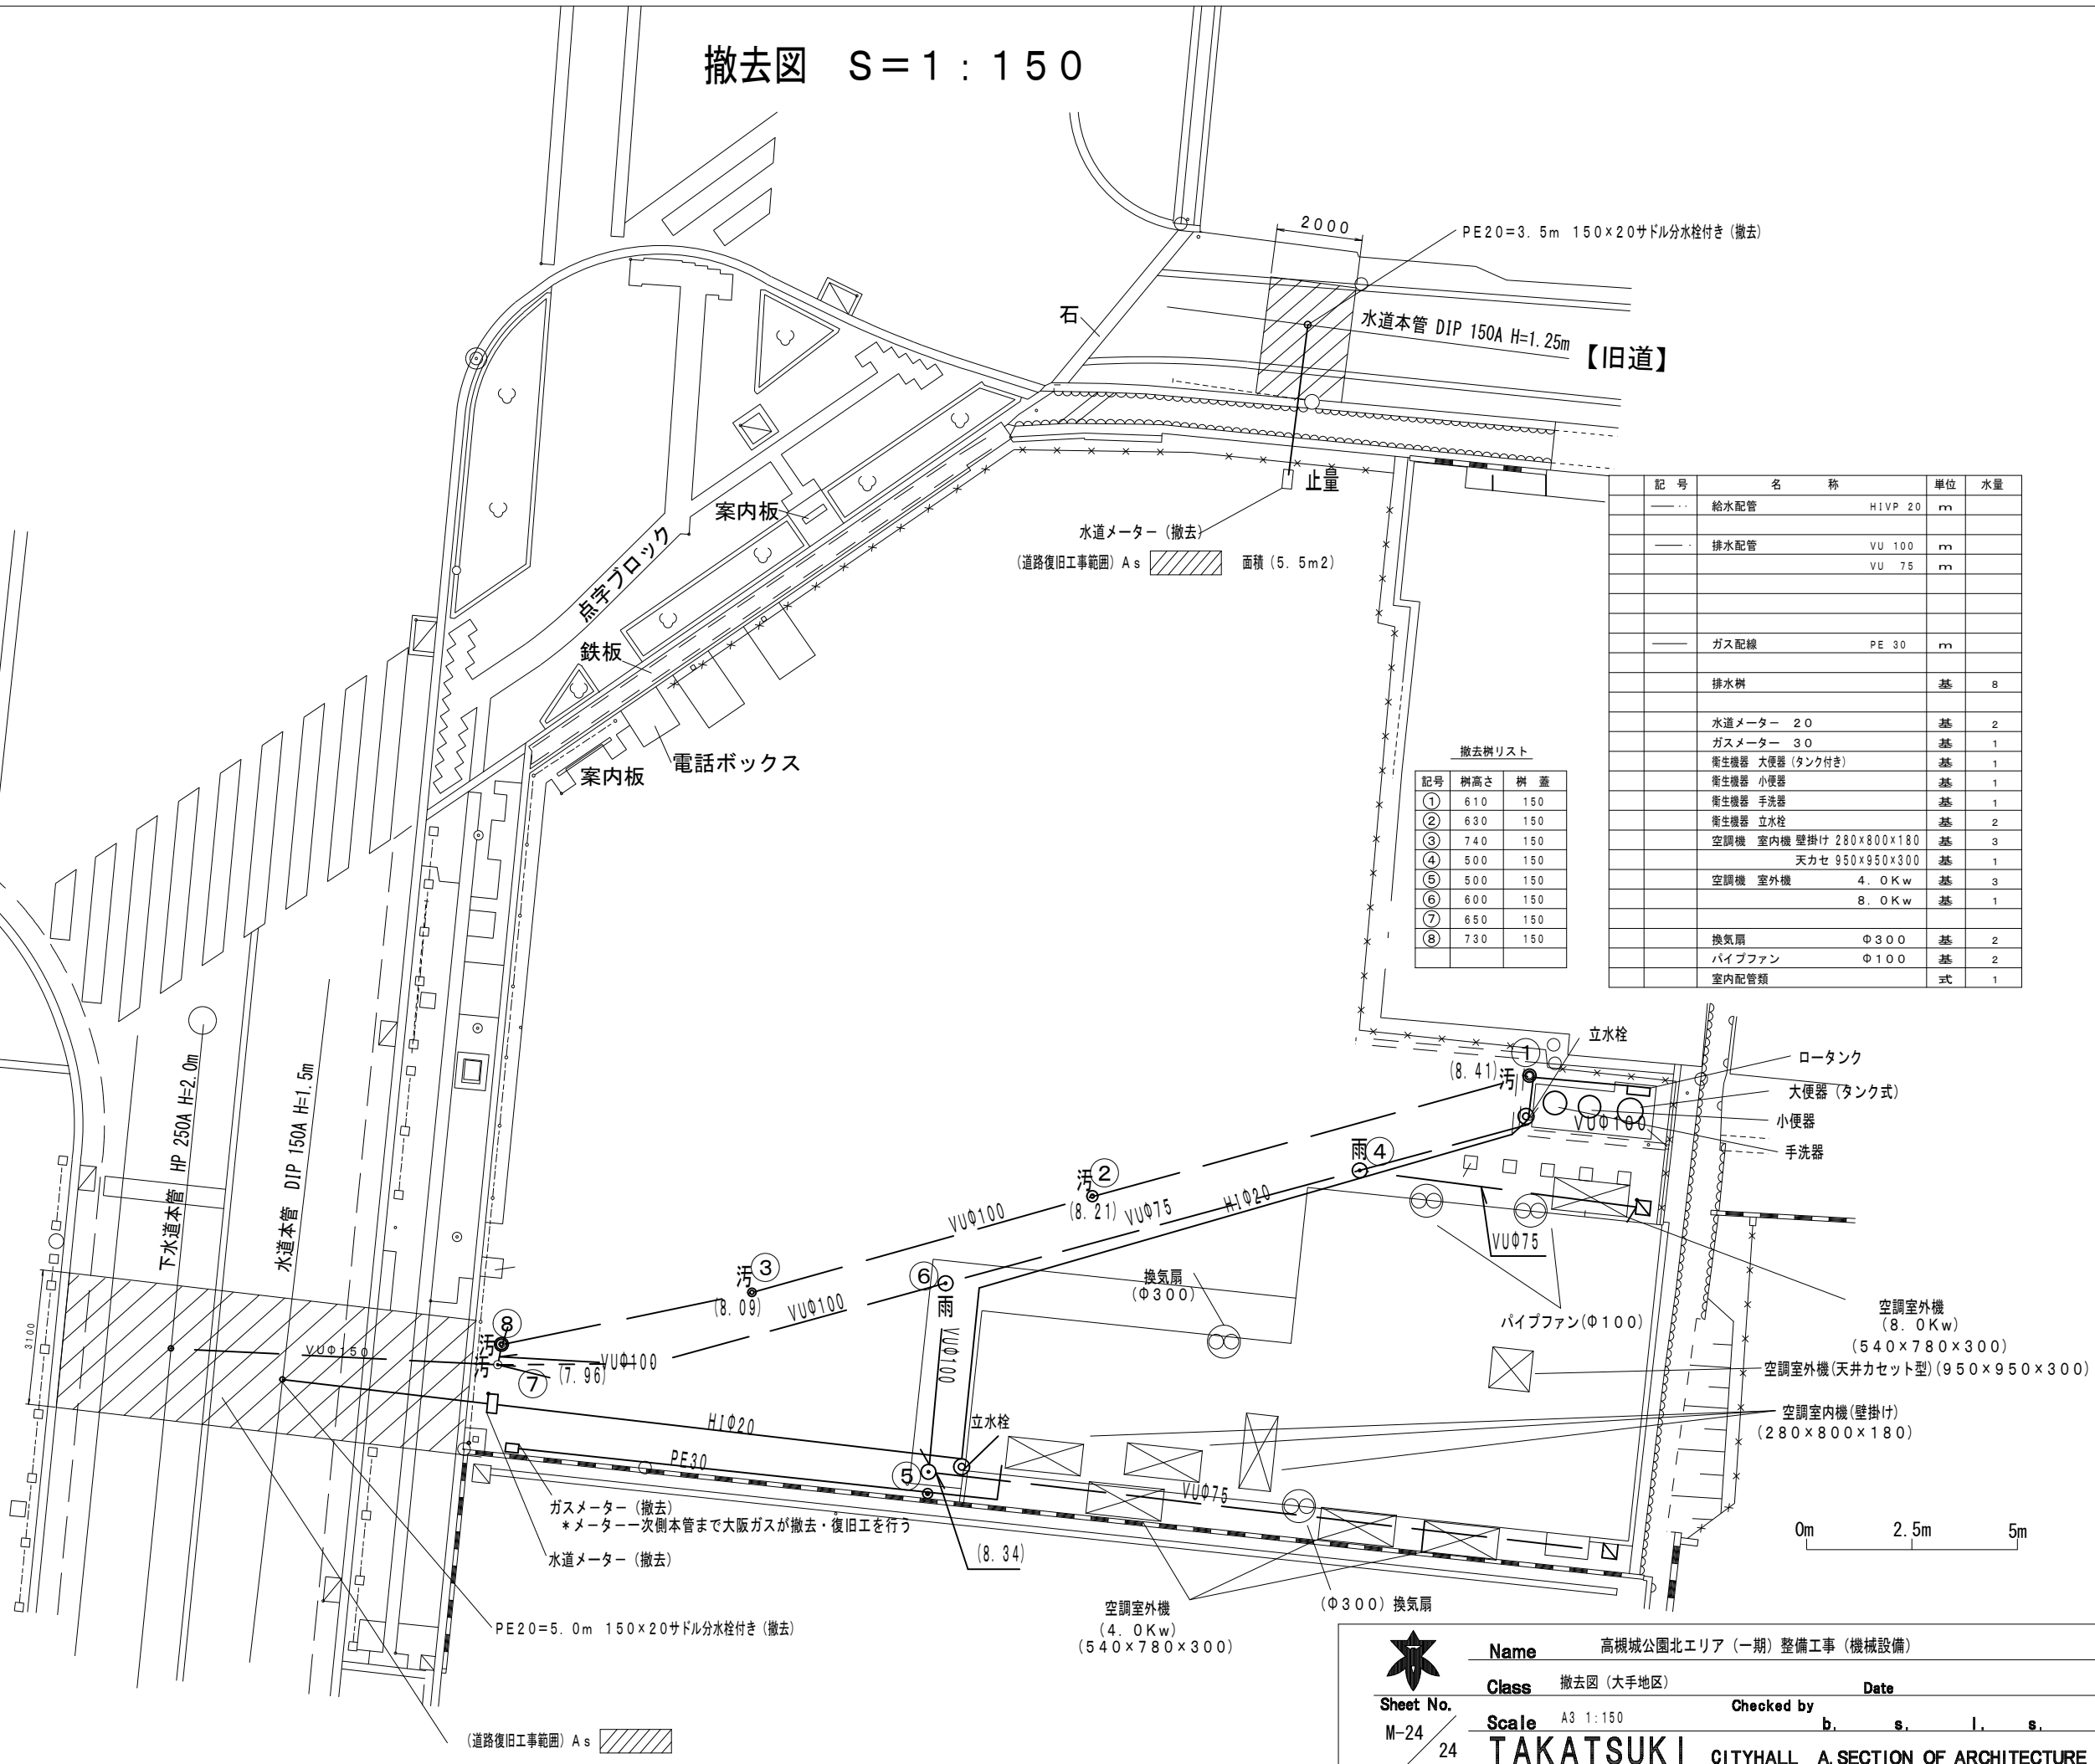 撤去図 S=1:150
2000
PE20=3.5m 150×20サドル分水栓付き(撤去)
石
水道本管 DIP 150A H=1.25m
【旧道】
止量
水道メーター(撤去)
(道路復旧工事範囲)As 面積(5.5m2)
案内板
点字ブロック
鉄板
電話ボックス
案内板
記号 名 称 単位 水量
給水配管 HIVP 20 m
排水配管 VU 100 m
VU 75 m
ガス配線 PE 30 m
排水桝 基 8
水道メーター 20 基 2
ガスメーター 30 基 1
衛生機器 大便器(タンク付き) 基 1
衛生機器 小便器 基 1
衛生機器 手洗器 基 1
衛生機器 立水栓 基 2
空調機 室内機 壁掛け 280×800×180 基 3
天カセ 950×950×300 基 1
空調機 室外機 4.0Kw 基 3
8.0Kw 基 1
換気扇 Φ300 基 2
パイプファン Φ100 基 2
室内配管類 式 1
撤去桝リスト
記号 桝高さ 桝 蓋
① 610 150
② 630 150
③ 740 150
④ 500 150
⑤ 500 150
⑥ 600 150
⑦ 650 150
⑧ 730 150
立水栓
ロータンク
大便器(タンク式)
小便器
手洗器
①
(8.41)汚
VUΦ100
雨④
汚②
(8.21)
VUΦ100
VUΦ75
HIΦ20
VUΦ75
汚③
(8.09)
VUΦ100
⑥
雨
VUΦ100
換気扇
(Φ300)
パイプファン(Φ100)
空調室外機
(8.0Kw)
(540×780×300)
空調室外機(天井カセット型)(950×950×300)
空調室内機(壁掛け)
(280×800×180)
下水道本管 HP 250A H=2.0m
水道本管 DIP 150A H=1.5m
3100
VUΦ150
⑧
汚
汚
VUΦ100
⑦ (7.96)
HIΦ20
PE30
立水栓
⑤
VUΦ75
(8.34)
ガスメーター(撤去)
*メーター一次側本管まで大阪ガスが撤去・復旧工を行う
水道メーター(撤去)
PE20=5.0m 150×20サドル分水栓付き(撤去)
(道路復旧工事範囲)As
空調室外機
(4.0Kw)
(540×780×300)
(Φ300)換気扇
0m 2.5m 5m
Name 高槻城公園北エリア(一期)整備工事(機械設備)
Class 撤去図(大手地区) Date
Sheet No. M-24/24
Scale A3 1:150 Checked by b. s. l. s.
TAKATSUKI CITYHALL A.SECTION OF ARCHITECTURE